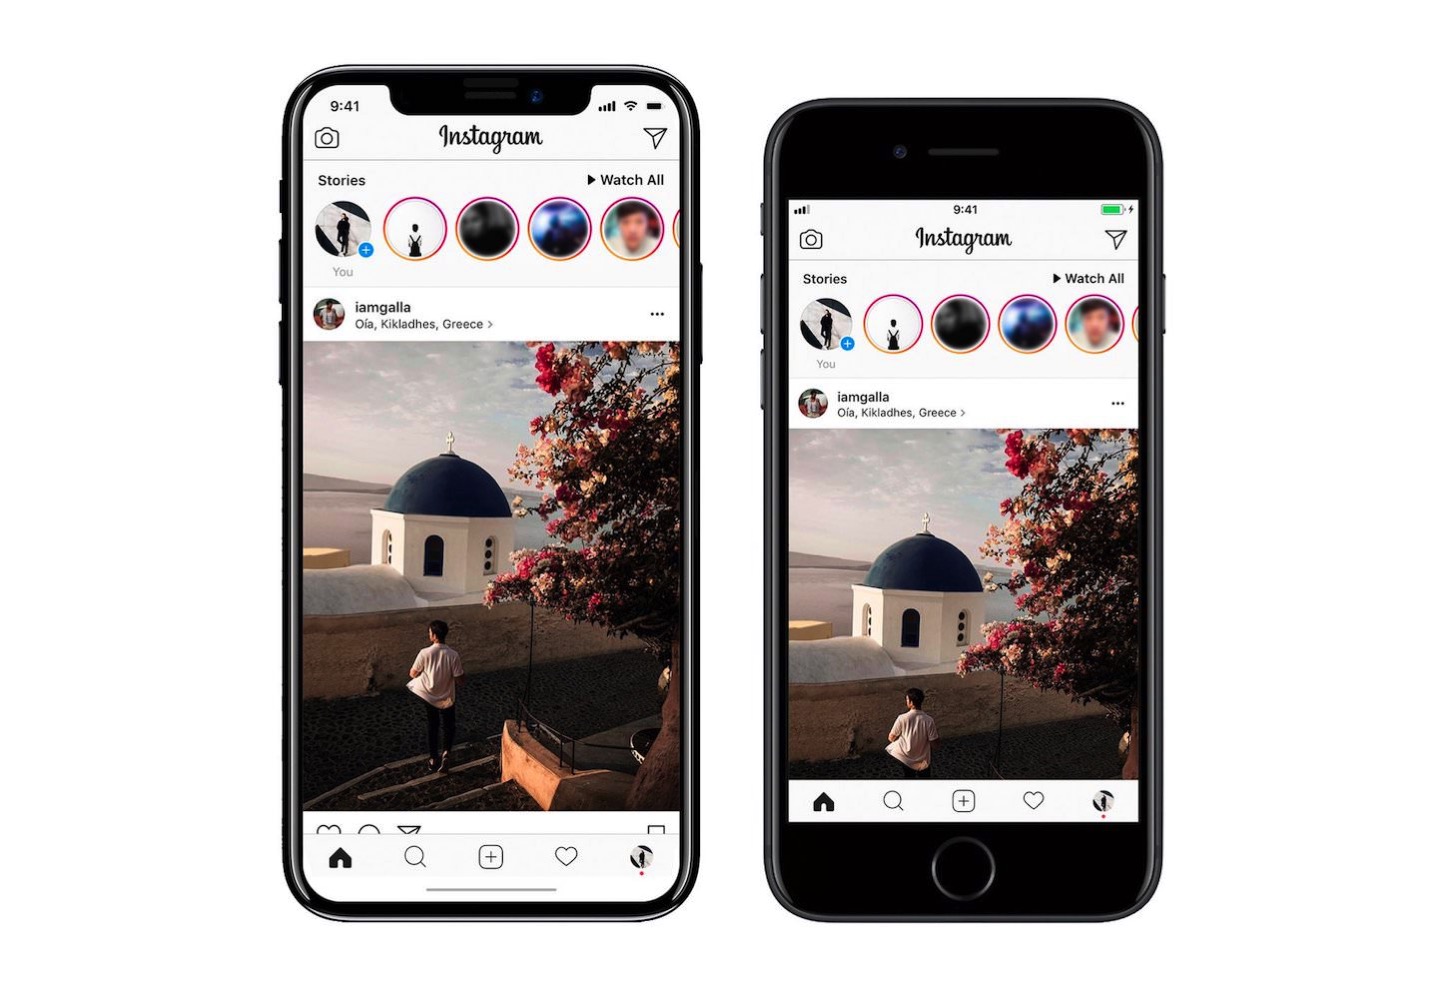 9:41
Instagram
Stories
Watch All
You
iamgalla
Oía, Kikladhes, Greece >
9:41
Instagram
Stories
Watch All
You
iamgalla
Oía, Kikladhes, Greece >